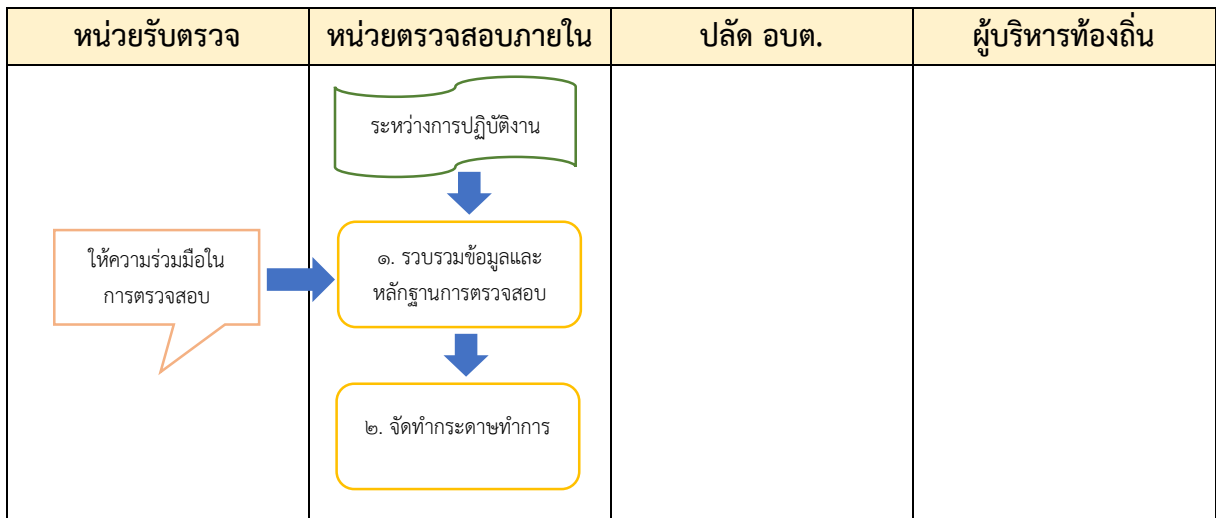 หน่วยรับตรวจ
หน่วยตรวจสอบภายใน
ปลัด อบต.
ผู้บริหารท้องถิ่น
ระหว่างการปฏิบัติงาน
ให้ความร่วมมือใน
การตรวจสอบ
๑. รวบรวมข้อมูลและ
หลักฐานการตรวจสอบ
๒. จัดทำกระดาษทำการ